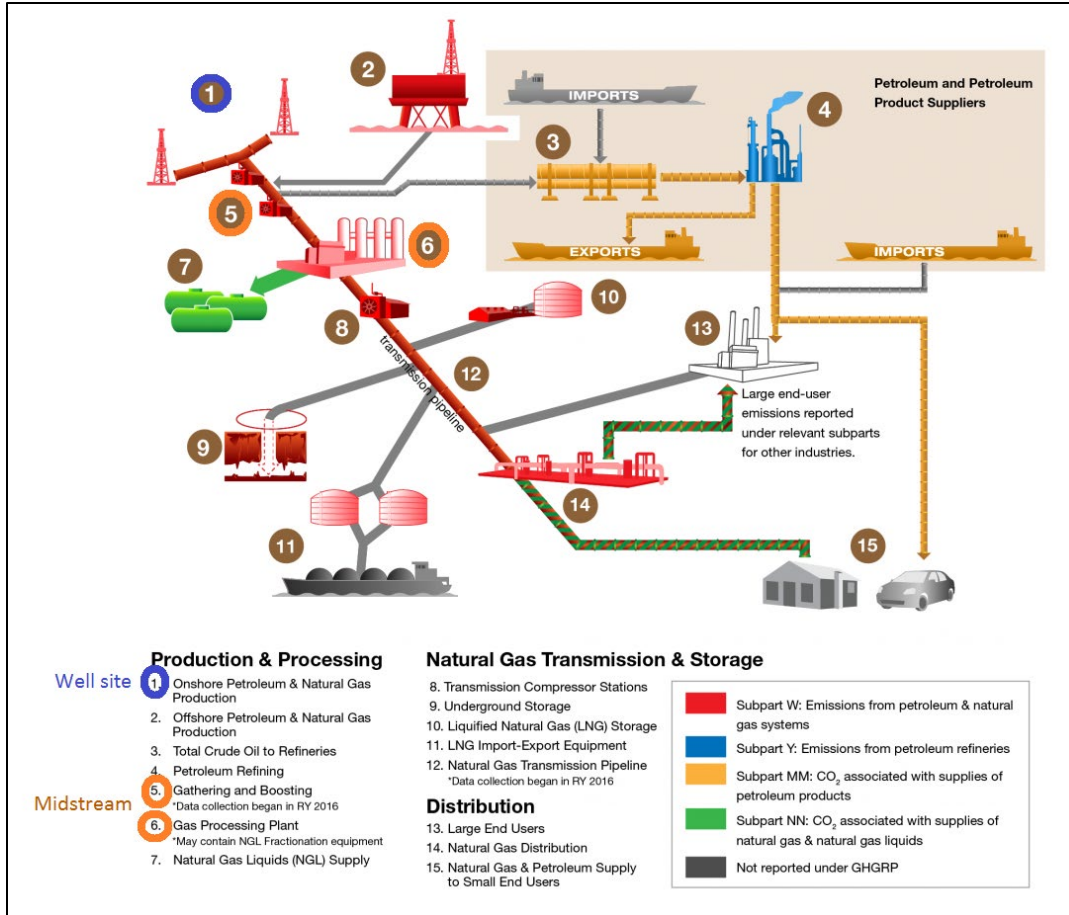 1
2
IMPORTS
Petroleum and Petroleum
Product Suppliers
3
4
5
6
EXPORTS
IMPORTS
7
8
10
13
transmission pipeline
12
Large end-user
emissions reported
under relevant subparts
for other industries.
9
14
11
15
Production & Processing
Well site
1. Onshore Petroleum & Natural Gas
Production
2. Offshore Petroleum & Natural Gas
Production
3. Total Crude Oil to Refineries
4. Petroleum Refining
Midstream
5. Gathering and Boosting
*Data collection began in RY 2016
6. Gas Processing Plant
*May contain NGL Fractionation equipment
7. Natural Gas Liquids (NGL) Supply
Natural Gas Transmission & Storage
8. Transmission Compressor Stations
9. Underground Storage
10. Liquified Natural Gas (LNG) Storage
11. LNG Import-Export Equipment
12. Natural Gas Transmission Pipeline
*Data collection began in RY 2016
Distribution
13. Large End Users
14. Natural Gas Distribution
15. Natural Gas & Petroleum Supply
to Small End Users
Subpart W: Emissions from petroleum & natural
gas systems
Subpart Y: Emissions from petroleum refineries
Subpart MM: CO₂ associated with supplies of
petroleum products
Subpart NN: CO₂ associated with supplies of
natural gas & natural gas liquids
Not reported under GHGRP